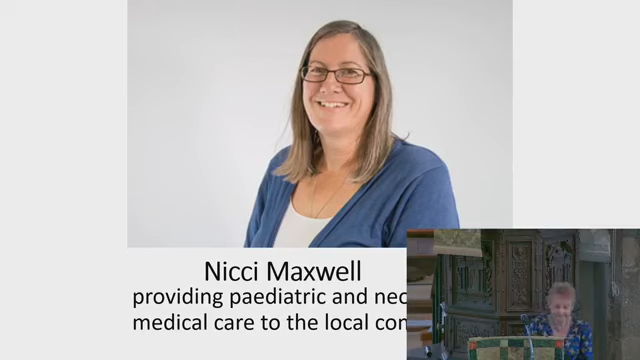 Nicci Maxwell
providing paediatric and
medical care to the local